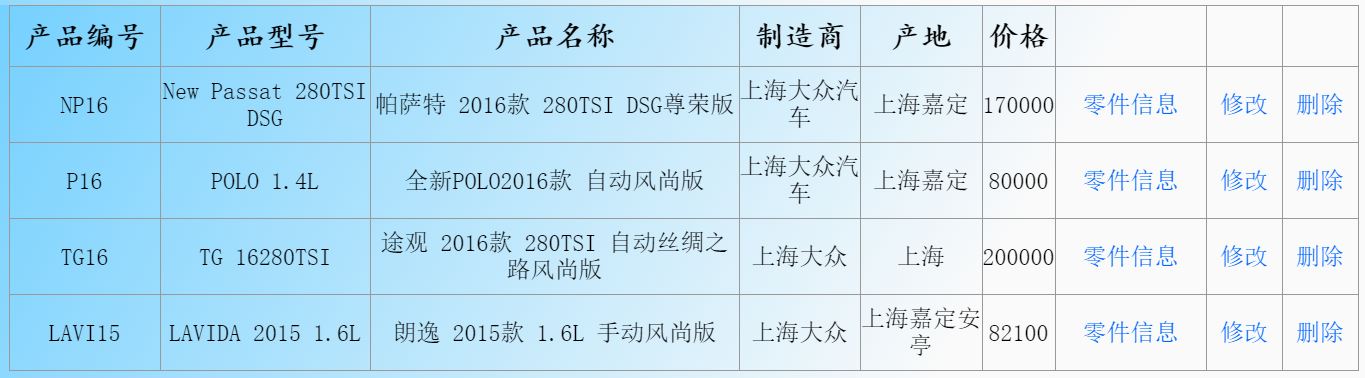 产品编号 产品型号 产品名称 制造商 产地 价格
NP16 New Passat 280TSI DSG 帕萨特 2016款 280TSI DSG尊荣版 上海大众汽车 上海嘉定 170000 零件信息 修改 删除
P16 POLO 1.4L 全新POLO2016款 自动风尚版 上海大众汽车 上海嘉定 80000 零件信息 修改 删除
TG16 TG 16280TSI 途观 2016款 280TSI 自动丝绸之路风尚版 上海大众 上海 200000 零件信息 修改 删除
LAVI15 LAVIDA 2015 1.6L 朗逸 2015款 1.6L 手动风尚版 上海大众 上海嘉定安亭 82100 零件信息 修改 删除